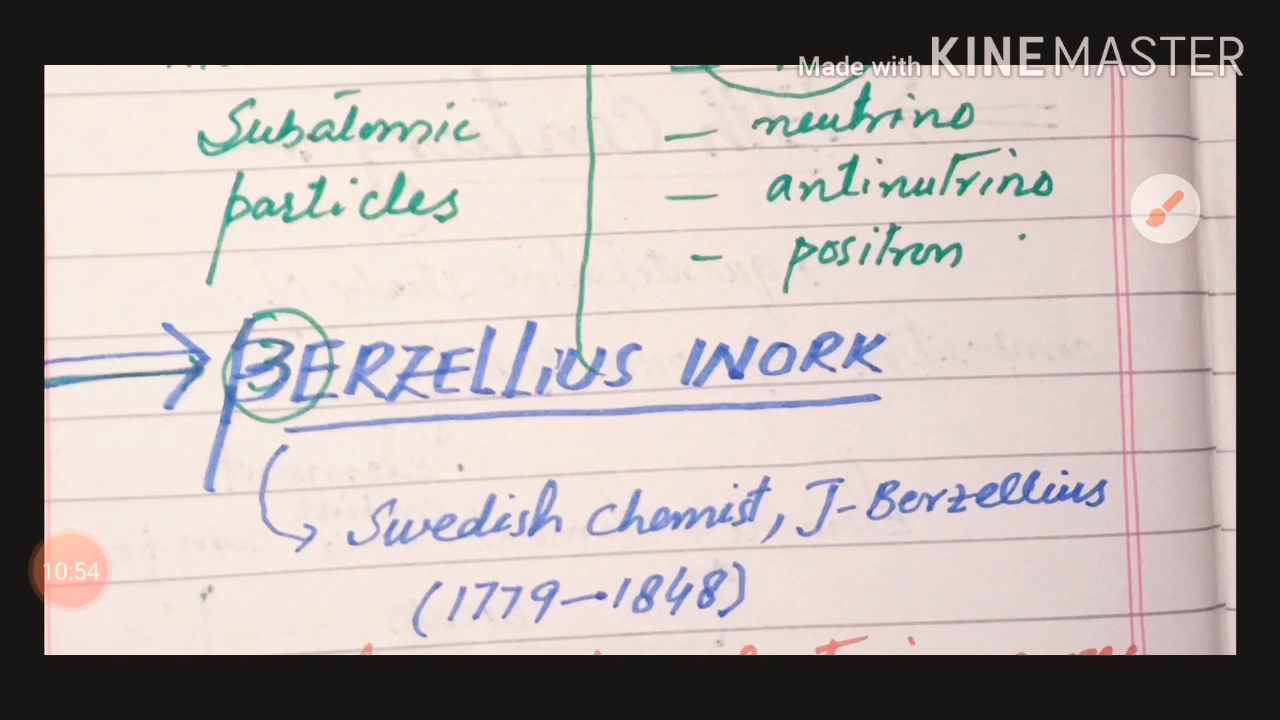 Made with KINEMASTER
Subatomic
particles
— neutrino
— antinutrino
- positron
BERZELLIUS WORK
Swedish Chemist, J-Berzellius
(1779-1848)
10:54